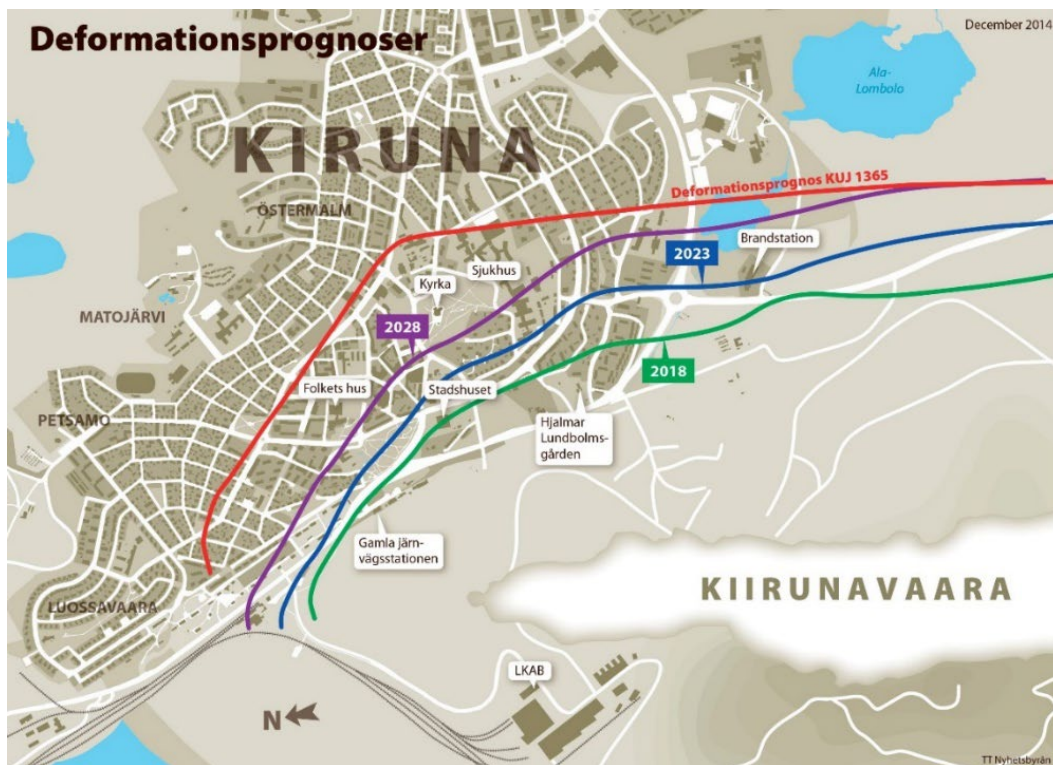 Deformationsprognoser
December 2014
Ala-
Lombolo
KIRUNA
Deformationsprognos KUJ 1365
ÖSTERMALM
Brandstation
Sjukhus
2023
Kyrka
MATOJÄRVI
2028
2018
Folkets hus
Stadshuset
PETSAMO
Hjalmar
Lundbolms-
gården
Gamla järn-
vägsstationen
KIIRUNAVAARA
LUOSSAVAARA
LKAB
N
TT Nyhetsbyrån